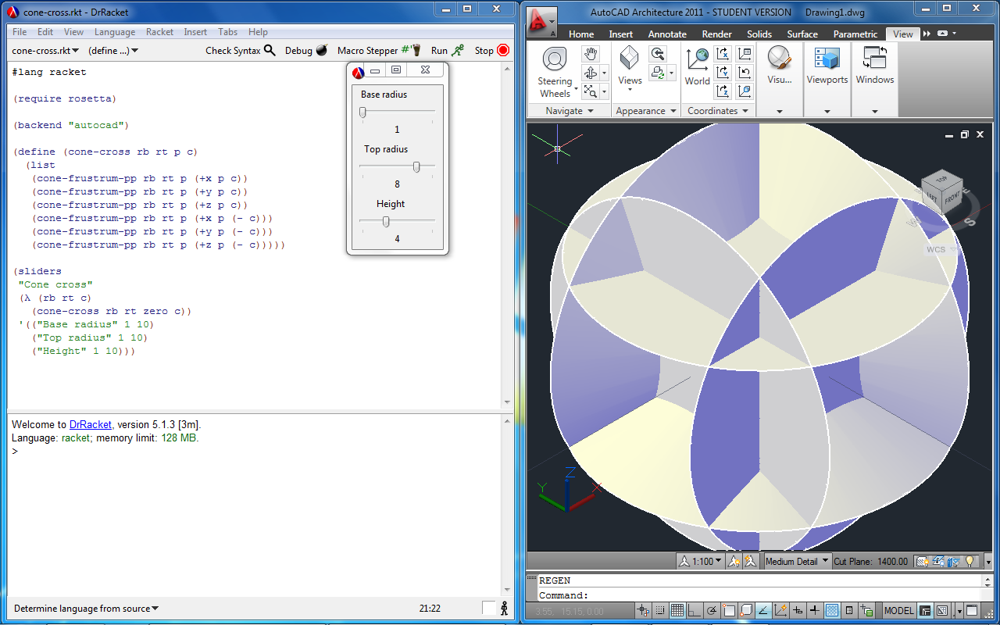 cone-cross.rkt - DrRacket
File Edit View Language Racket Insert Tabs Help
cone-cross.rkt (define ...) Check Syntax Debug Macro Stepper #' Run Stop
#lang racket
(require rosetta)
(backend "autocad")
(define (cone-cross rb rt p c)
(list
(cone-frustrum-pp rb rt p (+x p c))
(cone-frustrum-pp rb rt p (+y p c))
(cone-frustrum-pp rb rt p (+z p c))
(cone-frustrum-pp rb rt p (+x p (- c)))
(cone-frustrum-pp rb rt p (+y p (- c)))
(cone-frustrum-pp rb rt p (+z p (- c)))))
(sliders
"Cone cross"
(λ (rb rt c)
(cone-cross rb rt zero c))
'(("Base radius" 1 10)
("Top radius" 1 10)
("Height" 1 10)))
Base radius
1
Top radius
8
Height
4
Welcome to DrRacket, version 5.1.3 [3m].
Language: racket; memory limit: 128 MB.
>
Determine language from source 21:22
AutoCAD Architecture 2011 - STUDENT VERSION Drawing1.dwg
Home Insert Annotate Render Solids Surface Parametric View
Steering
Wheels
Views
World
Visu...
Viewports
Windows
Navigate Appearance Coordinates
TOP
FRONT
E
S
WCS
Z
Y
X
1:100 Medium Detail Cut Plane: 1400.00
REGEN
Command:
3.55, 15.15, 0.00 MODEL